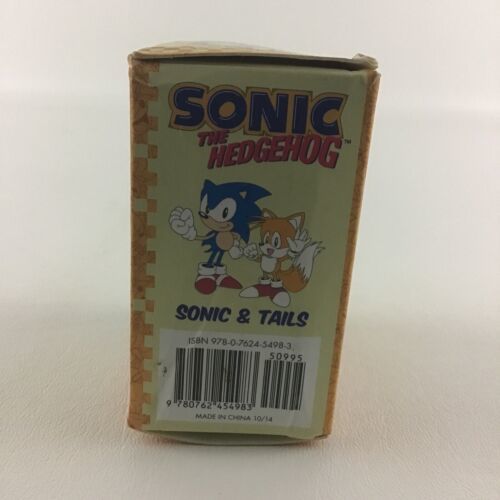 SONIC
THE
HEDGEHOG™
SONIC & TAILS
ISBN 978-0-7624-5498-3
50995
9 780762 454983
MADE IN CHINA 10/14